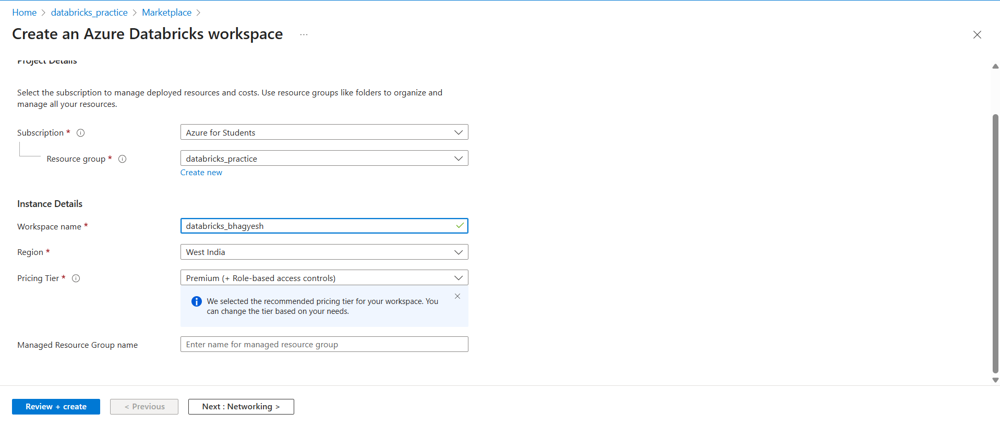 Home > databricks_practice > Marketplace >
Create an Azure Databricks workspace ...
Project Details
Select the subscription to manage deployed resources and costs. Use resource groups like folders to organize and
manage all your resources.
Subscription * Azure for Students
Resource group * databricks_practice
Create new
Instance Details
Workspace name * databricks_bhagyesh
Region * West India
Pricing Tier * Premium (+ Role-based access controls)
We selected the recommended pricing tier for your workspace. You
can change the tier based on your needs.
Managed Resource Group name Enter name for managed resource group
Review + create < Previous Next : Networking >